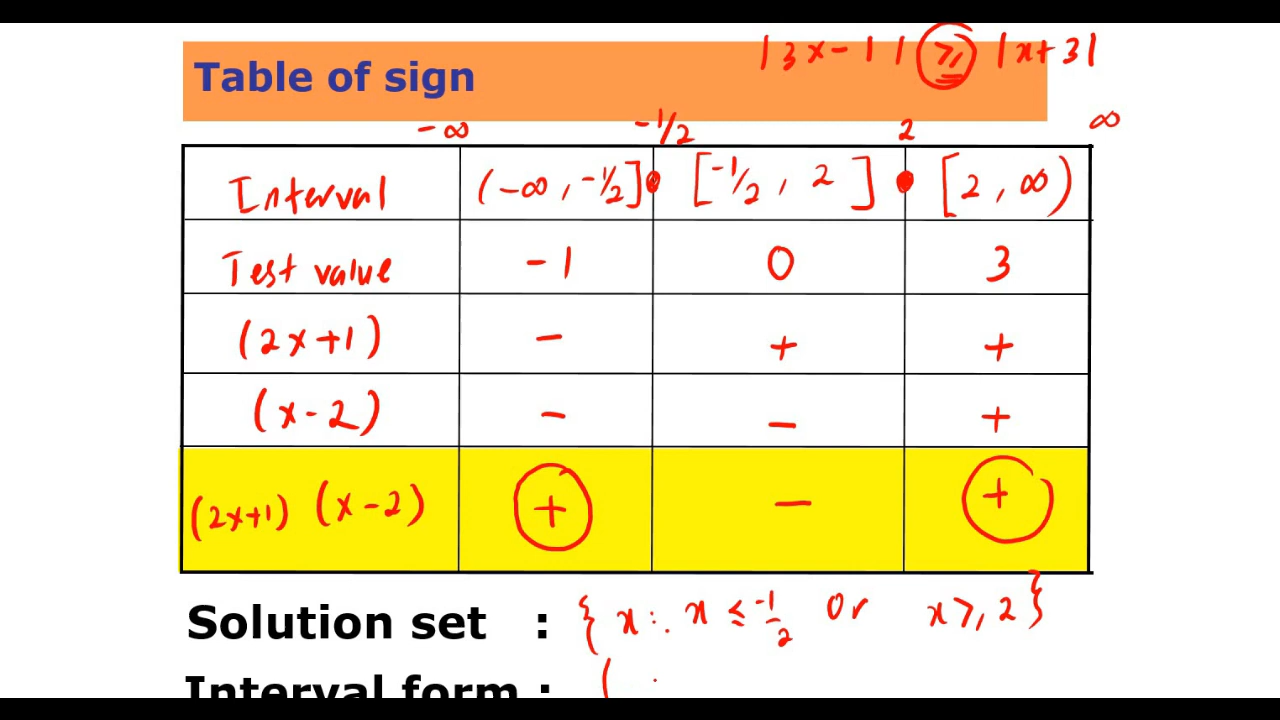 |3x-1| ≥ |x+3|
Table of sign
-∞ -1/2 2 ∞
Interval (-∞, -1/2] [-1/2, 2] [2, ∞)
Test value -1 0 3
(2x+1) - + +
(x-2) - - +
(2x+1) (x-2) + - +
Solution set : {x: x ≤ -1/2 or x ≥ 2}
Interval form : (